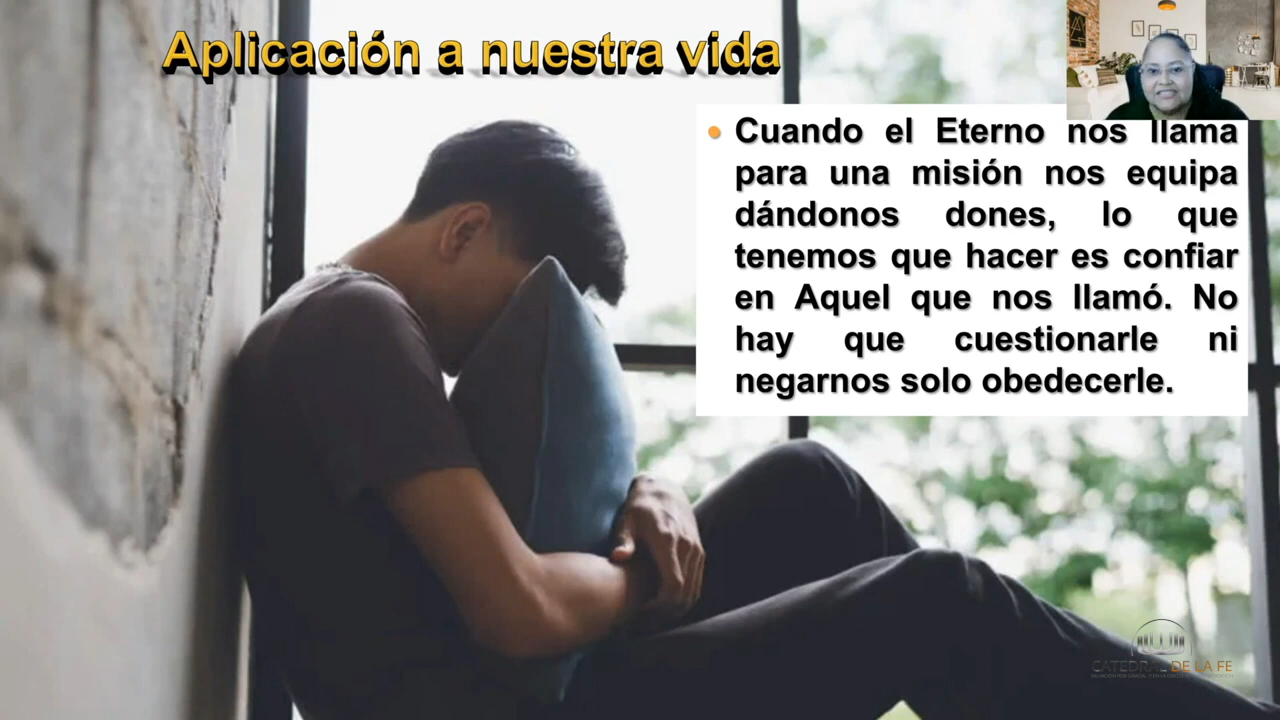 Aplicación a nuestra vida
• Cuando el Eterno nos llama
para una misión nos equipa
dándonos dones, lo que
tenemos que hacer es confiar
en Aquel que nos llamó. No
hay que cuestionarle ni
negarnos solo obedecerle.
CATEDRAL DE LA FE